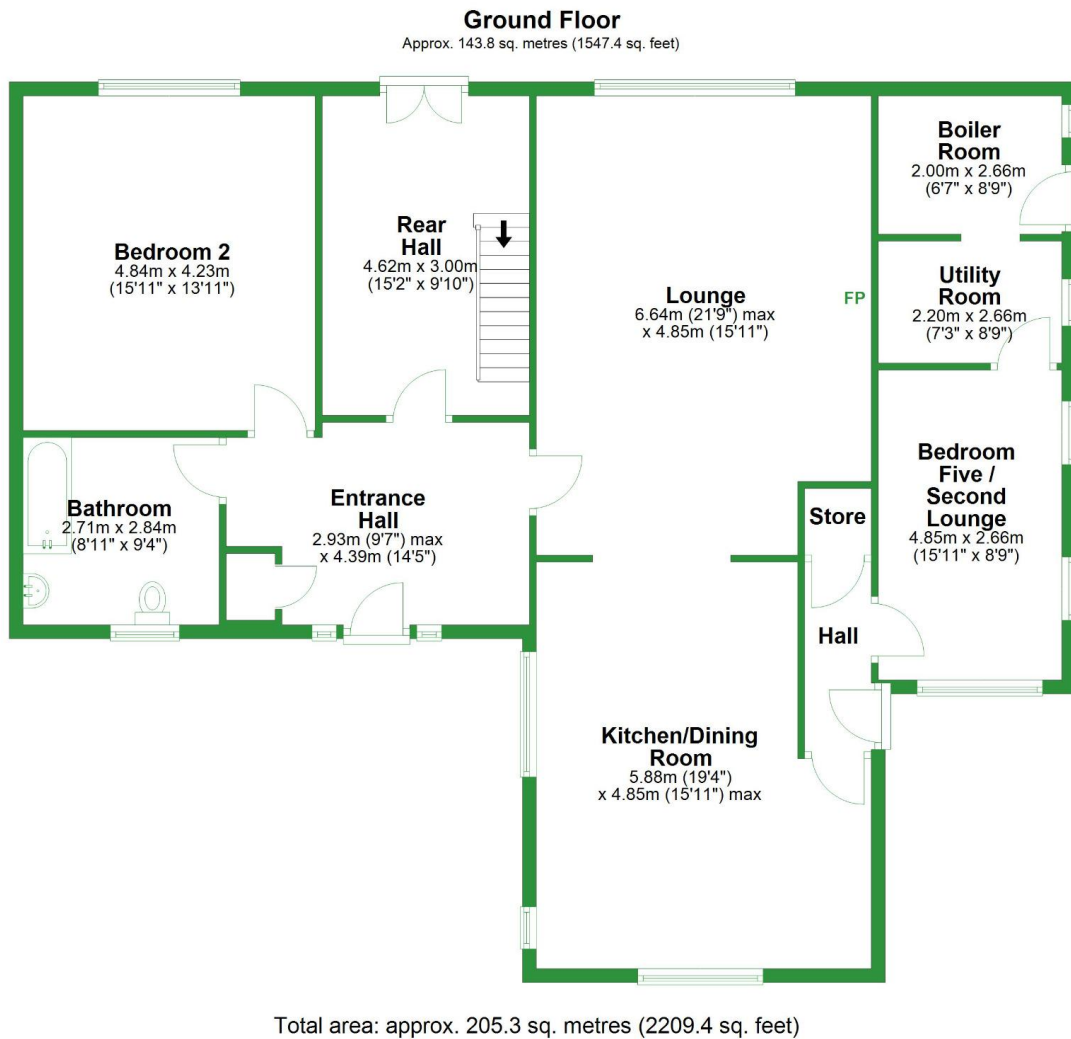 Ground Floor
Approx. 143.8 sq. metres (1547.4 sq. feet)
Bedroom 2
4.84m x 4.23m
(15'11" x 13'11")
Rear
Hall
4.62m x 3.00m
(15'2" x 9'10")
Lounge
6.64m (21'9") max
x 4.85m (15'11")
FP
Boiler
Room
2.00m x 2.66m
(6'7" x 8'9")
Utility
Room
2.20m x 2.66m
(7'3" x 8'9")
Bedroom
Five /
Second
Lounge
4.85m x 2.66m
(15'11" x 8'9")
Bathroom
2.71m x 2.84m
(8'11" x 9'4")
Entrance
Hall
2.93m (9'7") max
x 4.39m (14'5")
Store
Hall
Kitchen/Dining
Room
5.88m (19'4")
x 4.85m (15'11") max
Total area: approx. 205.3 sq. metres (2209.4 sq. feet)